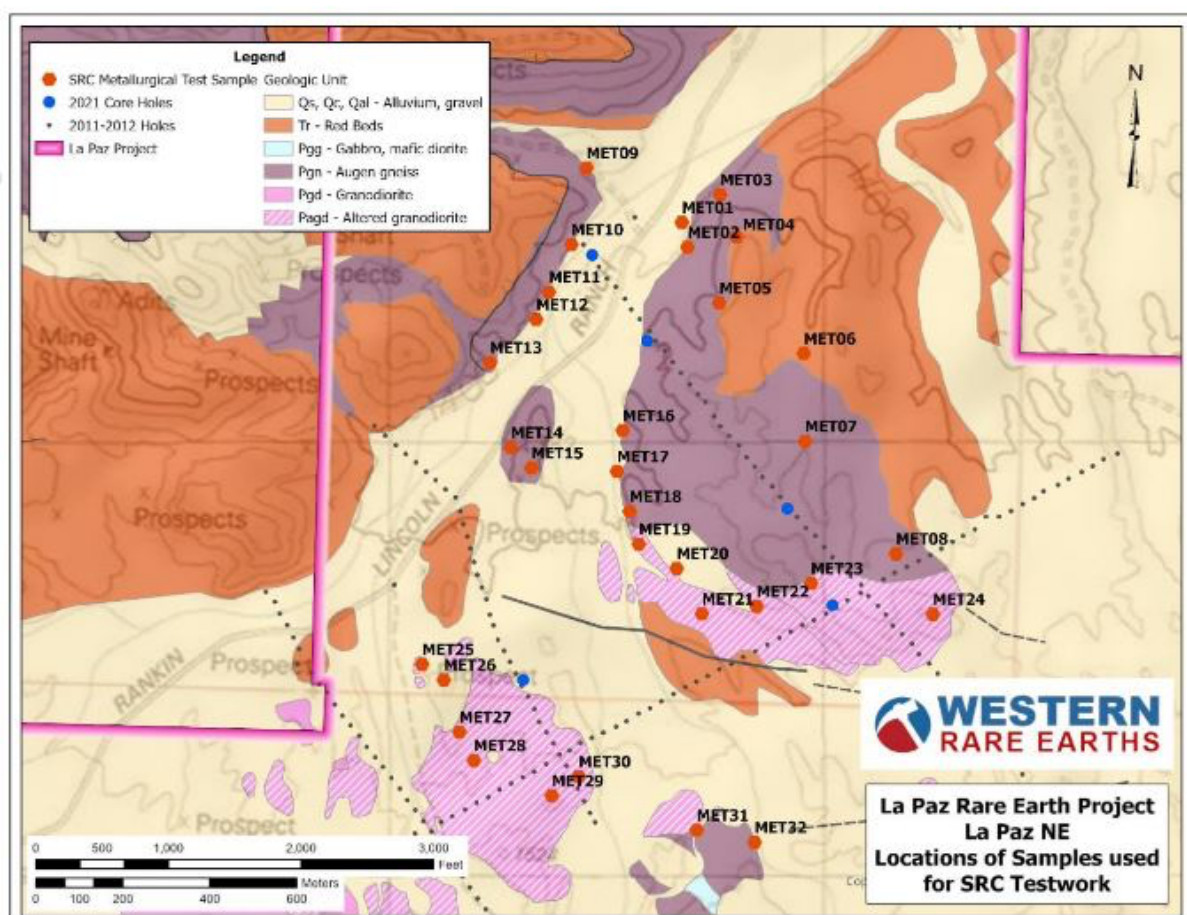 Legend
SRC Metallurgical Test Sample
2021 Core Holes
2011-2012 Holes
La Paz Project
Geologic Unit
Qs, Qc, Qal - Alluvium, gravel
Tr - Red Beds
Pgg - Gabbro, mafic diorite
Pgn - Augen gneiss
Pgd - Granodiorite
Pagd - Altered granodiorite
N
MET09
MET03
MET01
MET04
MET02
MET10
Shaft
Prospects
MET11
MET05
Adits
MET12
RANCH
Mine
Shaft
MET06
MET13
Prospects
MET16
MET07
MET14
MET15
MET17
Prospects
MET18
LINCOLN
Prospects
MET19
MET08
MET20
MET23
MET22
MET21
MET24
MET25
Prospect
MET26
RANKIN
MET27
MET28
MET30
MET29
Prospect
MET31
MET32
WESTERN
RARE EARTHS
La Paz Rare Earth Project
La Paz NE
Locations of Samples used
for SRC Testwork
0 500 1,000 2,000 3,000
Feet
Meters
0 100 200 400 600